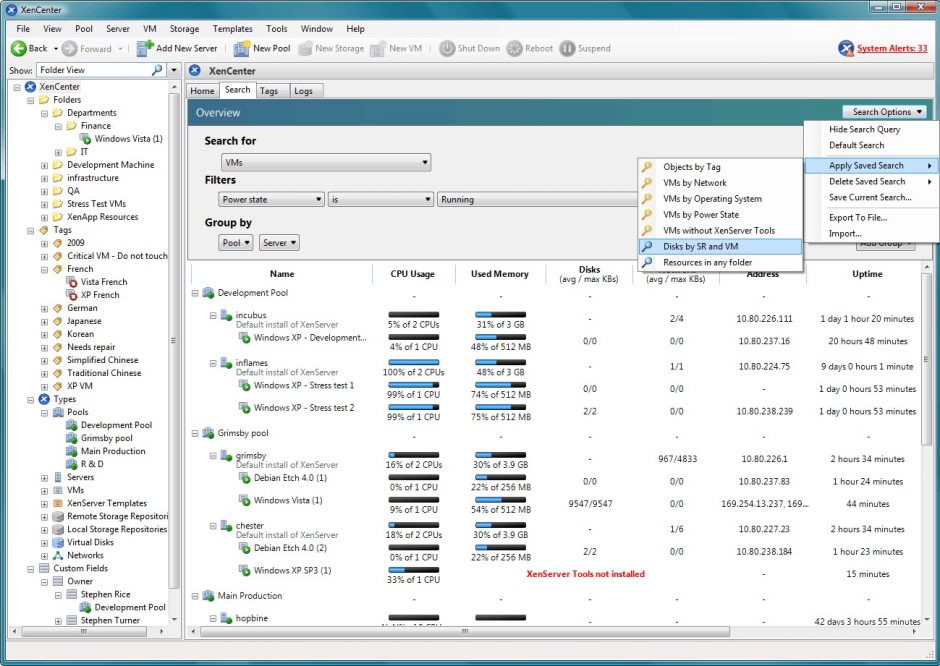 XenCenter
File View Pool Server VM Storage Templates Tools Window Help
Back Forward Add New Server New Pool New Storage New VM Shut Down Reboot Suspend System Alerts: 33
Show: Folder View
XenCenter
Folders
Departments
Finance
Windows Vista (1)
IT
Development Machine
infrastructure
QA
Stress Test VMs
XenApp Resources
Tags
2009
Critical VM - Do not touch
French
Vista French
XP French
German
Japanese
Korean
Needs repair
Simplified Chinese
Traditional Chinese
XP VM
Types
Pools
Development Pool
Grimsby pool
Main Production
R & D
Servers
VMs
XenServer Templates
Remote Storage Repositori
Local Storage Repositories
Virtual Disks
Networks
Custom Fields
Owner
Stephen Rice
Development Pool
Stephen Turner
XenCenter
Home Search Tags Logs
Overview
Search Options
Hide Search Query
Default Search
Apply Saved Search
Delete Saved Search
Save Current Search...
Export To File...
Import...
Objects by Tag
VMs by Network
VMs by Operating System
VMs by Power State
VMs without XenServer Tools
Disks by SR and VM
Resources in any folder
Search for
VMs
Filters
Power state is Running
Group by
Pool Server
Name CPU Usage Used Memory Disks Address Uptime
(avg / max KBs) (avg / max KBs)
Development Pool - - - - - -
incubus - 2/4 10.80.226.111 1 day 1 hour 20 minutes
Default install of XenServer 5% of 2 CPUs 31% of 3 GB
Windows XP - Development... 0/0 0/0 10.80.237.16 20 hours 48 minutes
4% of 1 CPU 48% of 512 MB
inflames - 1/1 10.80.224.75 9 days 0 hours 1 minute
Default install of XenServer 100% of 2 CPUs 48% of 3 GB
Windows XP - Stress test 1 0/0 0/0 - 1 day 0 hours 53 minutes
99% of 1 CPU 74% of 512 MB
Windows XP - Stress test 2 2/2 0/0 10.80.238.239 1 day 0 hours 53 minutes
99% of 1 CPU 75% of 512 MB
Grimsby pool - - - - - -
grimsby - 967/4833 10.80.226.1 2 hours 34 minutes
Default install of XenServer 16% of 2 CPUs 30% of 3.9 GB
Debian Etch 4.0 (1) 0/0 0/0 10.80.237.83 1 hour 24 minutes
0% of 1 CPU 22% of 256 MB
Windows Vista (1) 9547/9547 0/0 169.254.13.237, 169... 44 minutes
9% of 1 CPU 54% of 512 MB
chester - 1/6 10.80.227.23 2 hours 34 minutes
Default install of XenServer 18% of 2 CPUs 30% of 3.9 GB
Debian Etch 4.0 (2) 2/2 0/0 10.80.238.184 1 hour 23 minutes
0% of 1 CPU 22% of 256 MB
Windows XP SP3 (1) XenServer Tools not installed - 15 minutes
33% of 1 CPU
Main Production - - - - - -
hopbine - - - 42 days 3 hours 55 minutes